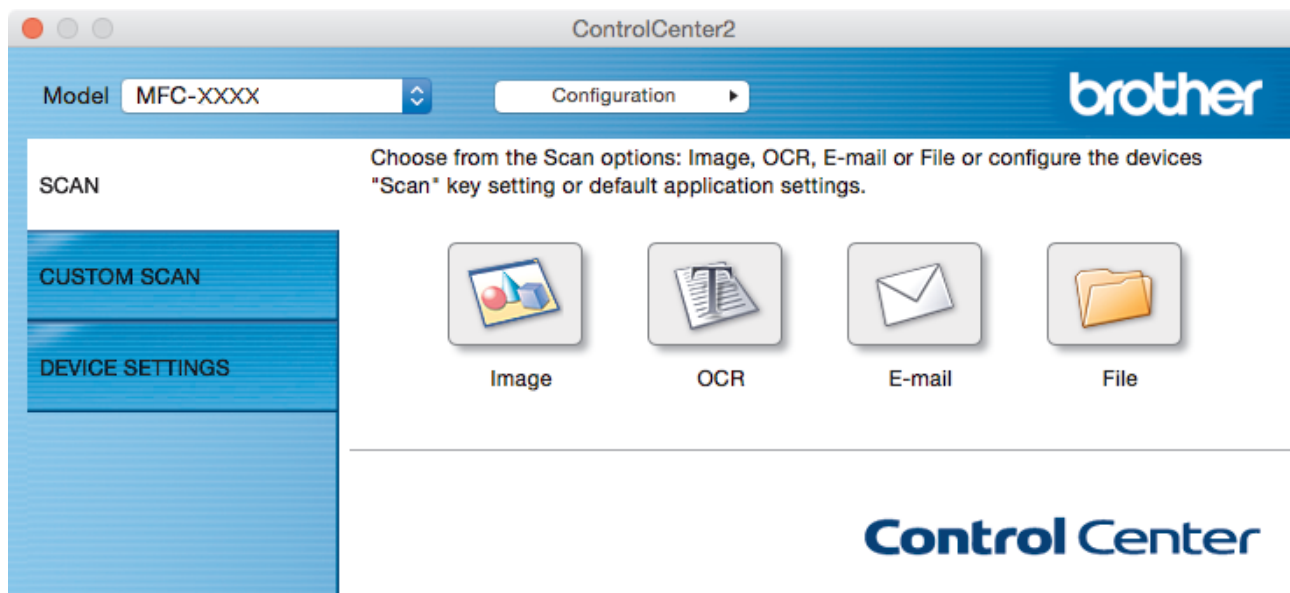 ControlCenter2
Model MFC-XXXX Configuration brother
SCAN
CUSTOM SCAN
DEVICE SETTINGS
Choose from the Scan options: Image, OCR, E-mail or File or configure the devices
"Scan" key setting or default application settings.
T
Image OCR E-mail File
Control Center